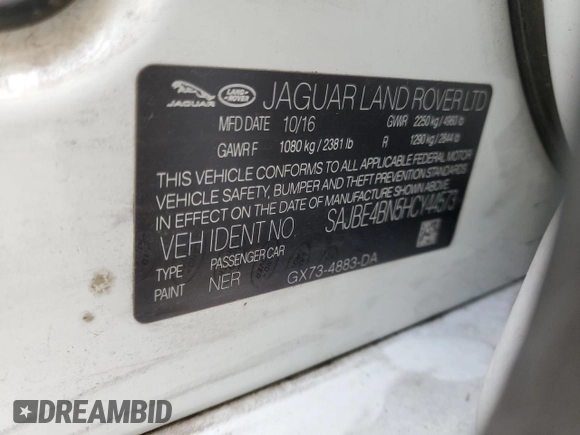 JAGUAR LAND ROVER JAGUAR LAND ROVER LTD
MFD DATE 10/16 GVWR 2250 kg / 4960 lb
GAWR F 1080 kg / 2381 lb R 1290 kg / 2844 lb
THIS VEHICLE CONFORMS TO ALL APPLICABLE FEDERAL MOTOR
VEHICLE SAFETY, BUMPER AND THEFT PREVENTION STANDARDS
IN EFFECT ON THE DATE OF MANUFACTURE SHOWN ABOVE.
VEH IDENT NO. SAJBE4BN5HCY44573
TYPE PASSENGER CAR
PAINT NER GX73-4883-DA
DREAMBID